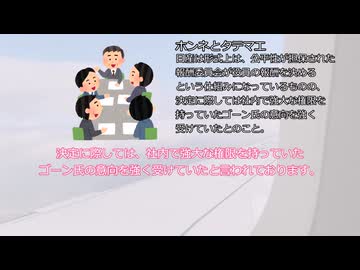 ホンネとタテマエ
日産は形式上は、公平性が担保された
報酬委員会が役員の報酬を決める
という仕組みになっているものの、
決定に際しては社内で強大な権限を
持っていたゴーン氏の意向を強く
受けていたとのこと。
決定に際しては、社内で強大な権限を持っていた
ゴーン氏の意向を強く受けていたと言われております。